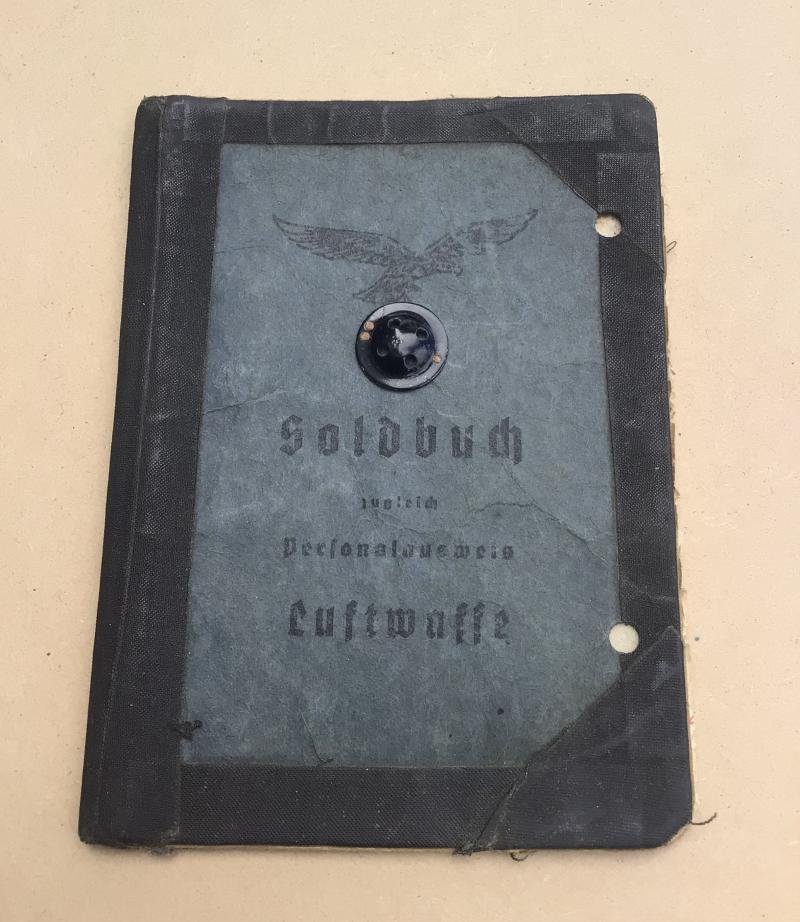 Soldbuch
zugleich
Personalausweis
Luftwaffe